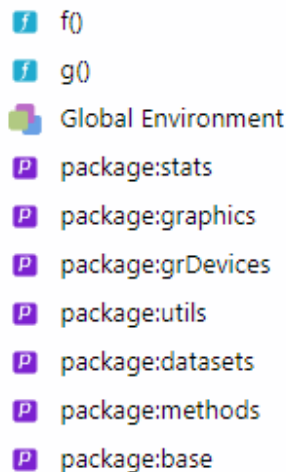 f f()
f g()
Global Environment
P package:stats
P package:graphics
P package:grDevices
P package:utils
P package:datasets
P package:methods
P package:base